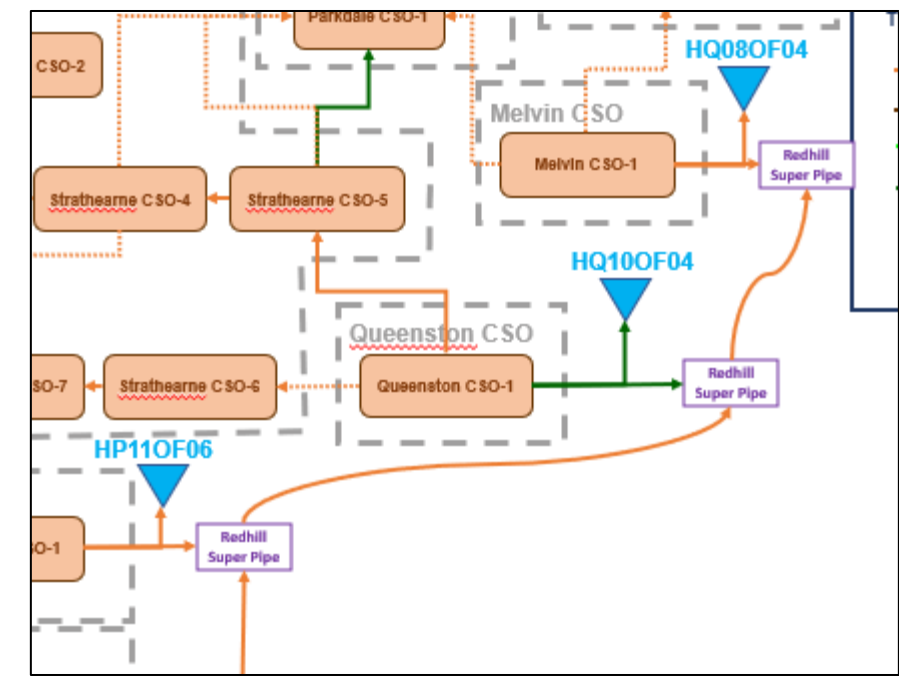 Parkdale CSO-1
T
CSO-2
HQ08OF04
Melvin CSO
Melvin CSO-1
Redhill
Super Pipe
Strathearne CSO-4
Strathearne CSO-5
HQ10OF04
Queenston CSO
SO-7
Strathearne CSO-6
Queenston CSO-1
Redhill
Super Pipe
HP11OF06
SO-1
Redhill
Super Pipe